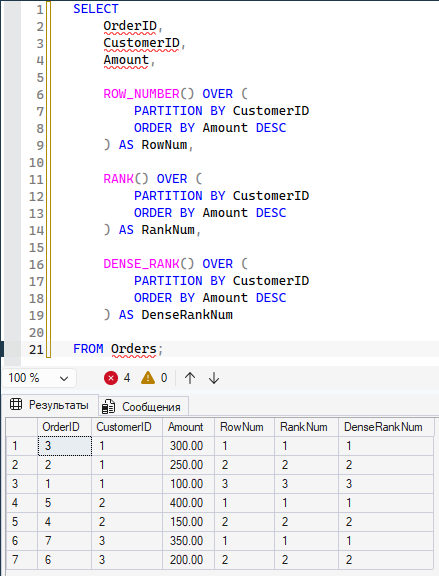 1 SELECT
2 OrderID,
3 CustomerID,
4 Amount,
5
6 ROW_NUMBER() OVER (
7 PARTITION BY CustomerID
8 ORDER BY Amount DESC
9 ) AS RowNum,
10
11 RANK() OVER (
12 PARTITION BY CustomerID
13 ORDER BY Amount DESC
14 ) AS RankNum,
15
16 DENSE_RANK() OVER (
17 PARTITION BY CustomerID
18 ORDER BY Amount DESC
19 ) AS DenseRankNum
20
21 FROM Orders;
100 % 4 0
Результаты Сообщения
OrderID CustomerID Amount RowNum RankNum DenseRankNum
1 3 1 300.00 1 1 1
2 2 1 250.00 2 2 2
3 1 1 100.00 3 3 3
4 5 2 400.00 1 1 1
5 4 2 150.00 2 2 2
6 7 3 350.00 1 1 1
7 6 3 200.00 2 2 2